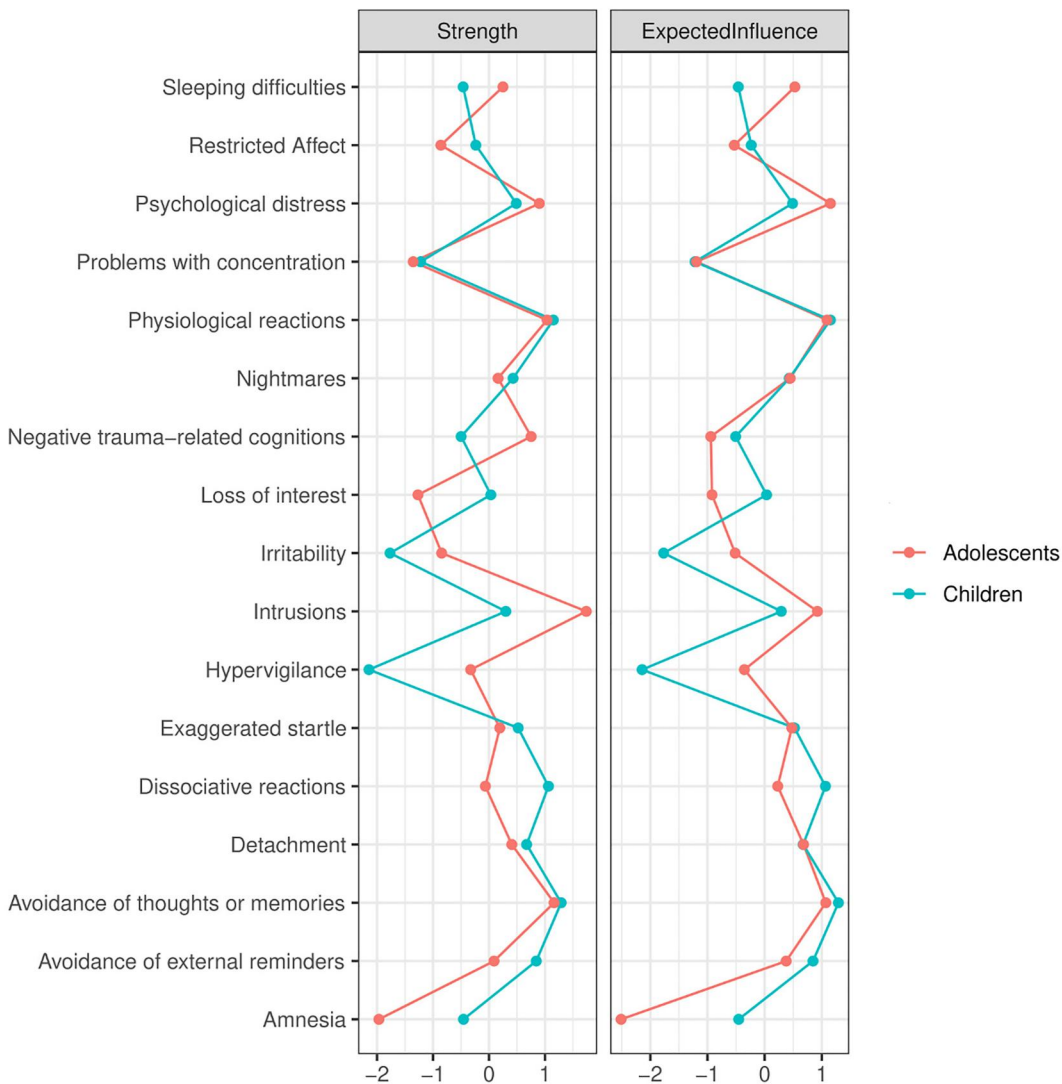 Strength
ExpectedInfluence
Sleeping difficulties
Restricted Affect
Psychological distress
Problems with concentration
Physiological reactions
Nightmares
Negative trauma−related cognitions
Loss of interest
Irritability
Intrusions
Hypervigilance
Exaggerated startle
Dissociative reactions
Detachment
Avoidance of thoughts or memories
Avoidance of external reminders
Amnesia
Adolescents
Children
−2 −1 0 1
−2 −1 0 1